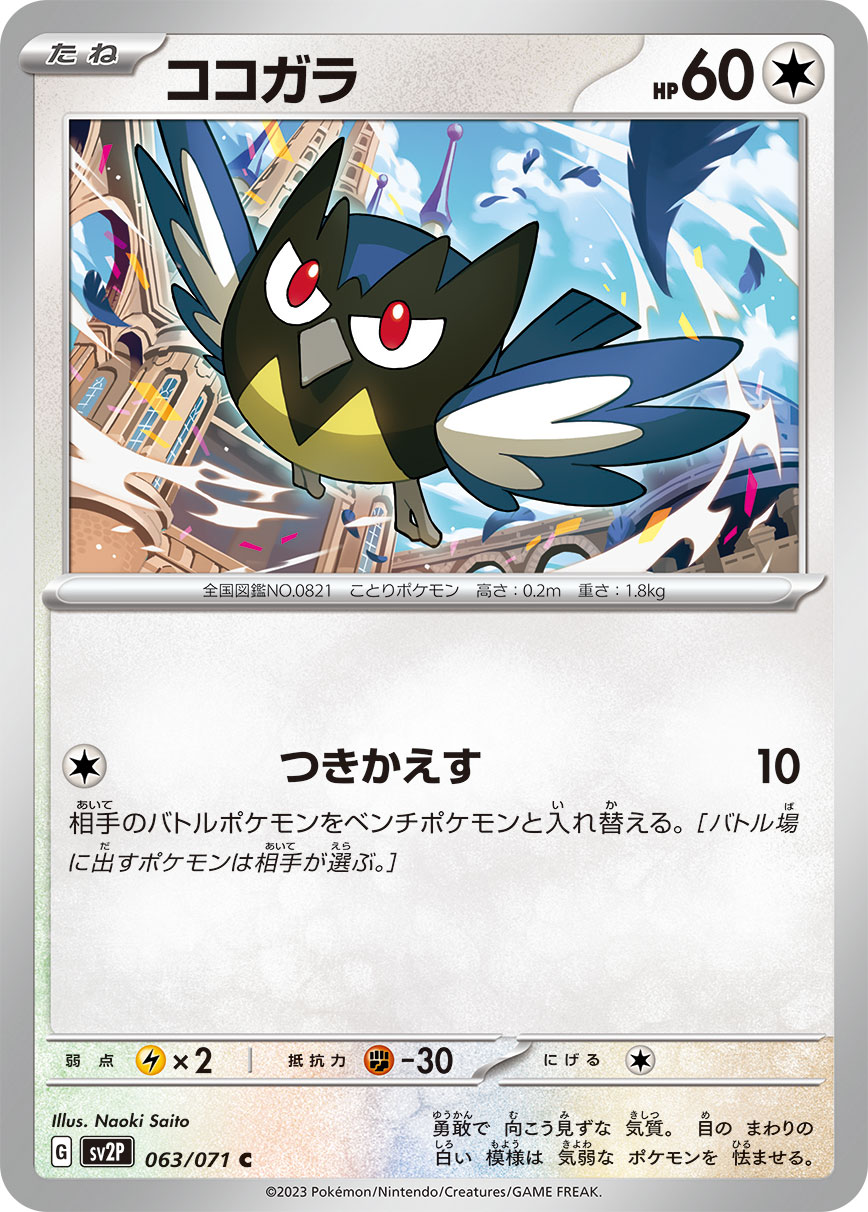 たね ココガラ HP60
全国図鑑NO.0821 ことりポケモン 高さ:0.2m 重さ:1.8kg
つきかえす 10
相手のバトルポケモンをベンチポケモンと入れ替える。[バトル場
に出すポケモンは相手が選ぶ。]
弱点 ×2 抵抗力 -30 にげる
Illus. Naoki Saito
G sv2P 063/071 C
勇敢で 向こう見ずな 気質。 目の まわりの
白い 模様は 気弱な ポケモンを 怯ませる。
©2023 Pokémon/Nintendo/Creatures/GAME FREAK.